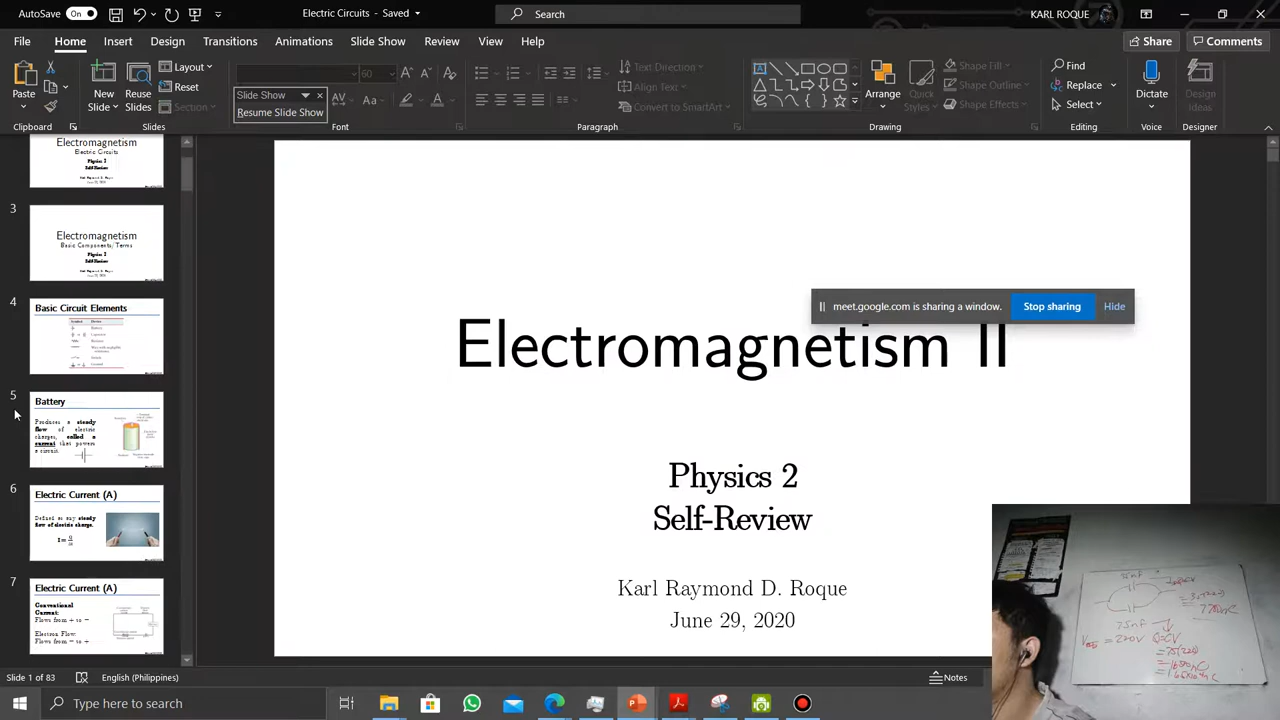 AutoSave On
Electric Circuits - Saved
Search
KARL ROQUE
File Home Insert Draw Design Transitions Animations Slide Show Review View Help
Share Comments
Paste
Clipboard
New Slide
Reuse Slides
Layout
Reset
Section
Slides
60
Slide Show
Resume Slide Show
Aa
Font
Text Direction
Align Text
Convert to SmartArt
Paragraph
Arrange
Quick Styles
Shape Fill
Shape Outline
Shape Effects
Drawing
Find
Replace
Select
Editing
Dictate
Voice
Design Ideas
Designer
Electromagnetism
Electric Circuits
Physics 2
Self-Review
3
Electromagnetism
Basic Components/ Terms
Physics 2
Self-Review
4
Basic Circuit Elements
5
Battery
Produces a steady
flow of electric
charges, called a
current that powers
a circuit.
6
Electric Current (A)
Defined as any steady
flow of electric charge.
7
Electric Current (A)
Conventional
Current:
Flows from + to −
Electron Flow:
Flows from − to +
meet.google.com is sharing a window. Stop sharing Hide
Electromagnetism II
Physics 2
Self-Review
Karl Raymond D. Roque
June 29, 2020
75nF
Q=CV
Slide 1 of 83
English (Philippines)
Notes
Type here to search